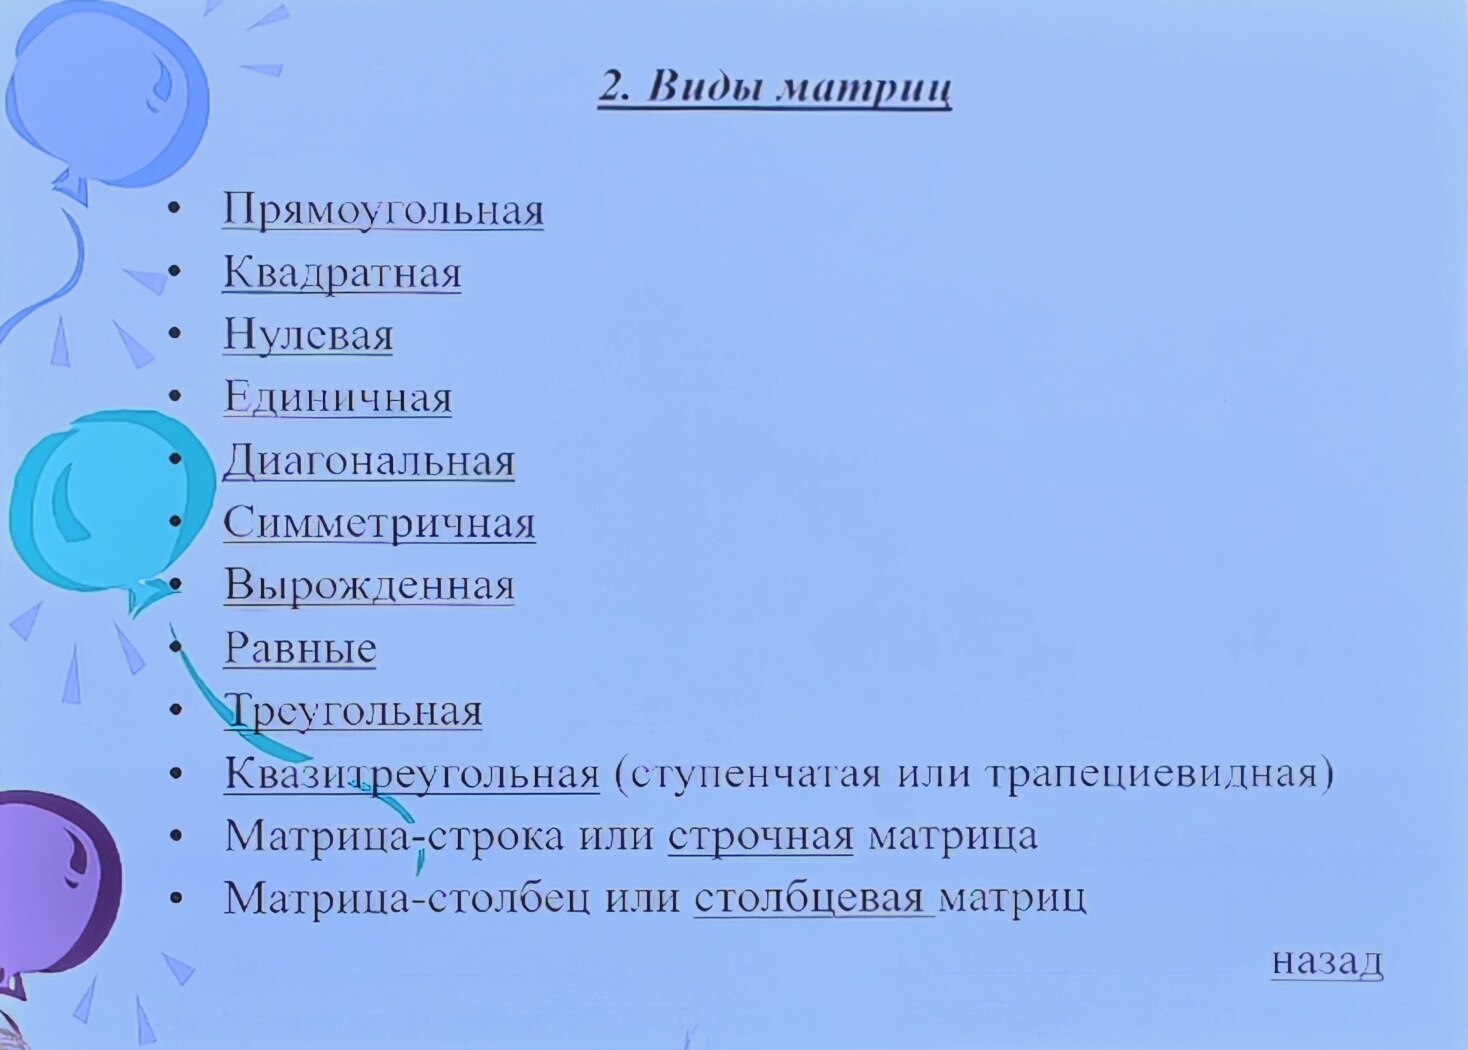 2. Виды матриц
• Прямоугольная
• Квадратная
• Нулевая
• Единичная
• Диагональная
• Симметричная
• Вырожденная
• Равные
• Треугольная
• Квазитреугольная (ступенчатая или трапециевидная)
• Матрица-строка или строчная матрица
• Матрица-столбец или столбцевая матриц
назад